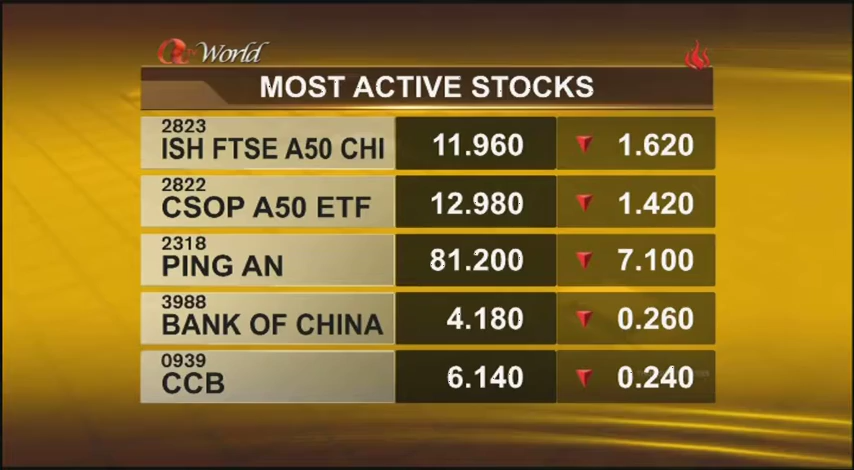 World
MOST ACTIVE STOCKS
2823
ISH FTSE A50 CHI 11.960 1.620
2822
CSOP A50 ETF 12.980 1.420
2318
PING AN 81.200 7.100
3988
BANK OF CHINA 4.180 0.260
0939
CCB 6.140 0.240